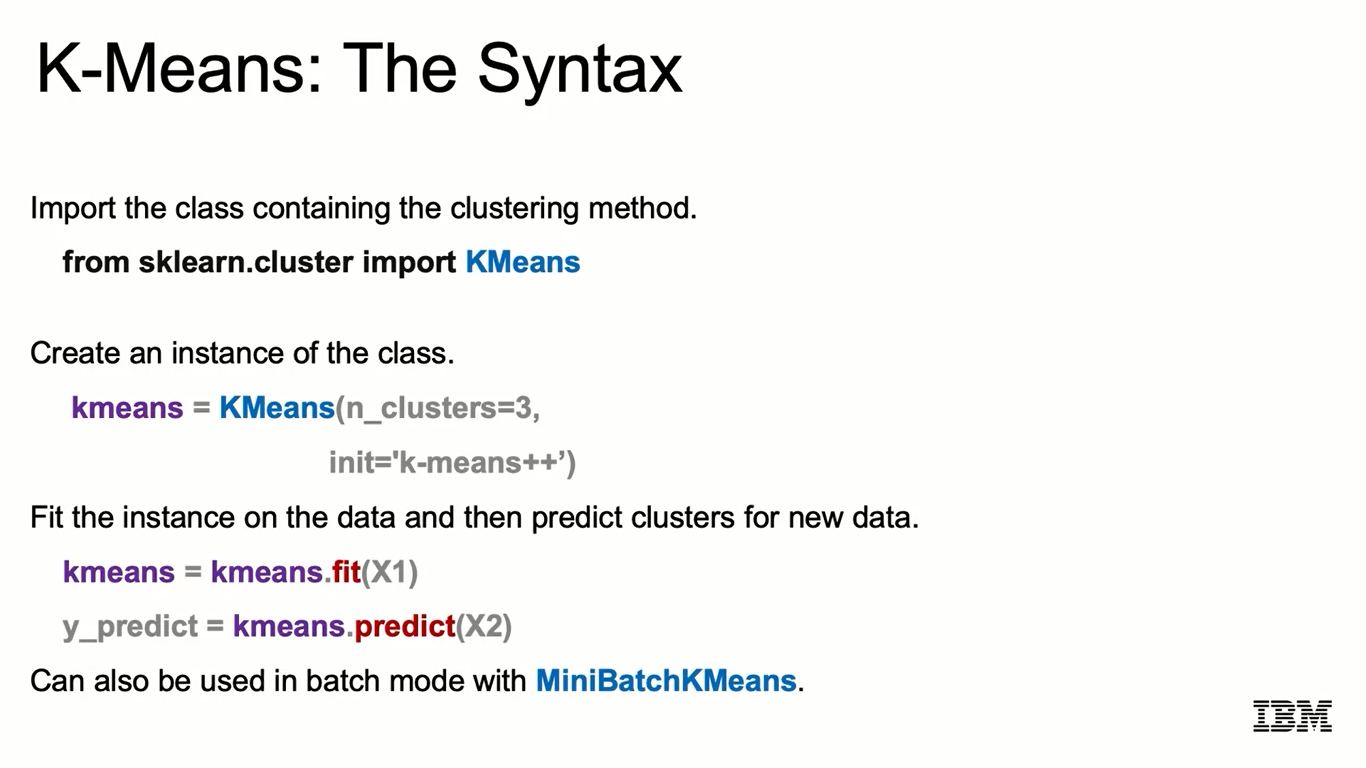 K-Means: The Syntax
Import the class containing the clustering method.
from sklearn.cluster import KMeans
Create an instance of the class.
kmeans = KMeans(n_clusters=3,
init='k-means++’)
Fit the instance on the data and then predict clusters for new data.
kmeans = kmeans.fit(X1)
y_predict = kmeans.predict(X2)
Can also be used in batch mode with MiniBatchKMeans.
IBM